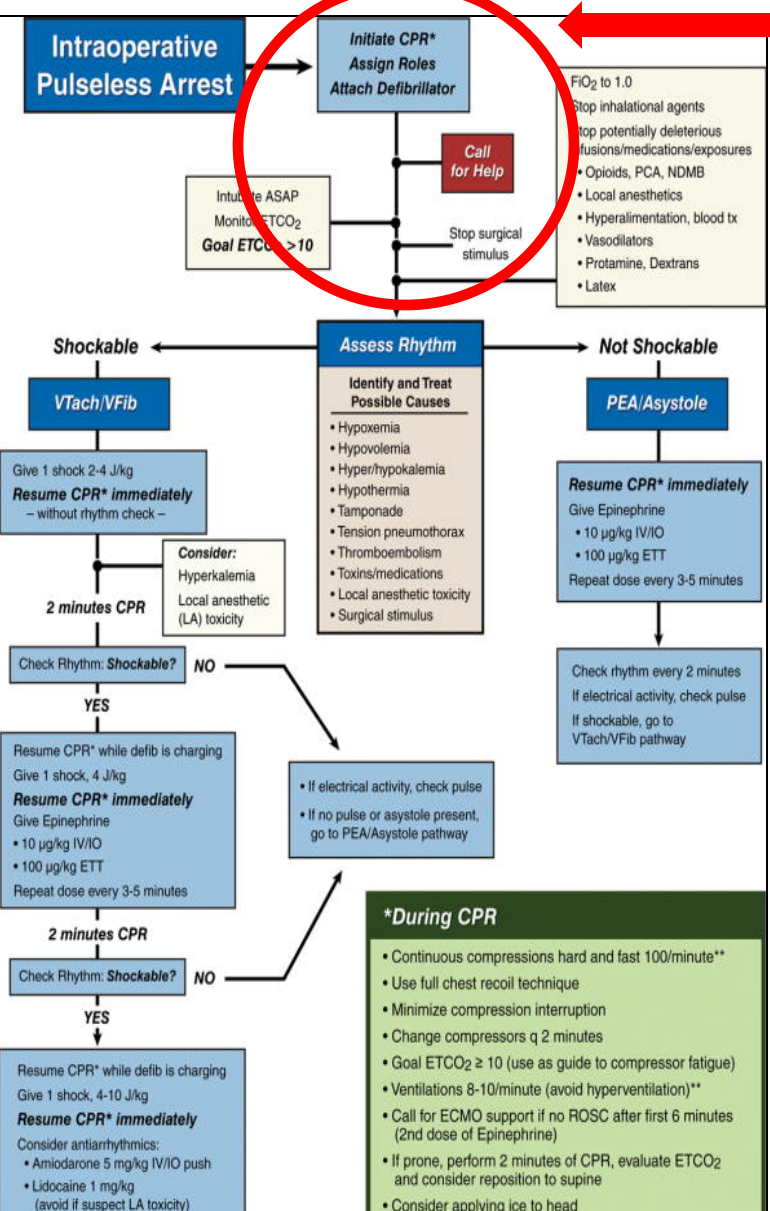 Intraoperative
Pulseless Arrest
Initiate CPR*
Assign Roles
Attach Defibrillator
Call
for Help
Intubate ASAP
Monitor ETCO2
Goal ETCO2 >10
Stop surgical
stimulus
FiO2 to 1.0
Stop inhalational agents
Stop potentially deleterious
infusions/medications/exposures
• Opioids, PCA, NDMB
• Local anesthetics
• Hyperalimentation, blood tx
• Vasodilators
• Protamine, Dextrans
• Latex
Shockable
Assess Rhythm
Not Shockable
Identify and Treat
Possible Causes
• Hypoxemia
• Hypovolemia
• Hyper/hypokalemia
• Hypothermia
• Tamponade
• Tension pneumothorax
• Thromboembolism
• Toxins/medications
• Local anesthetic toxicity
• Surgical stimulus
VTach/VFib
Give 1 shock 2-4 J/kg
Resume CPR* immediately
– without rhythm check –
Consider:
Hyperkalemia
Local anesthetic
(LA) toxicity
2 minutes CPR
Check Rhythm: Shockable?
NO
YES
Resume CPR* while defib is charging
Give 1 shock, 4 J/kg
Resume CPR* immediately
Give Epinephrine
• 10 µg/kg IV/IO
• 100 µg/kg ETT
Repeat dose every 3-5 minutes
2 minutes CPR
Check Rhythm: Shockable?
NO
YES
Resume CPR* while defib is charging
Give 1 shock, 4-10 J/kg
Resume CPR* immediately
Consider antiarrhythmics:
• Amiodarone 5 mg/kg IV/IO push
• Lidocaine 1 mg/kg
(avoid if suspect LA toxicity)
• If electrical activity, check pulse
• If no pulse or asystole present,
go to PEA/Asystole pathway
PEA/Asystole
Resume CPR* immediately
Give Epinephrine
• 10 µg/kg IV/IO
• 100 µg/kg ETT
Repeat dose every 3-5 minutes
Check rhythm every 2 minutes
If electrical activity, check pulse
If shockable, go to
VTach/VFib pathway
*During CPR
• Continuous compressions hard and fast 100/minute**
• Use full chest recoil technique
• Minimize compression interruption
• Change compressors q 2 minutes
• Goal ETCO2 ≥ 10 (use as guide to compressor fatigue)
• Ventilations 8-10/minute (avoid hyperventilation)**
• Call for ECMO support if no ROSC after first 6 minutes
(2nd dose of Epinephrine)
• If prone, perform 2 minutes of CPR, evaluate ETCO2
and consider reposition to supine
• Consider applying ice to head